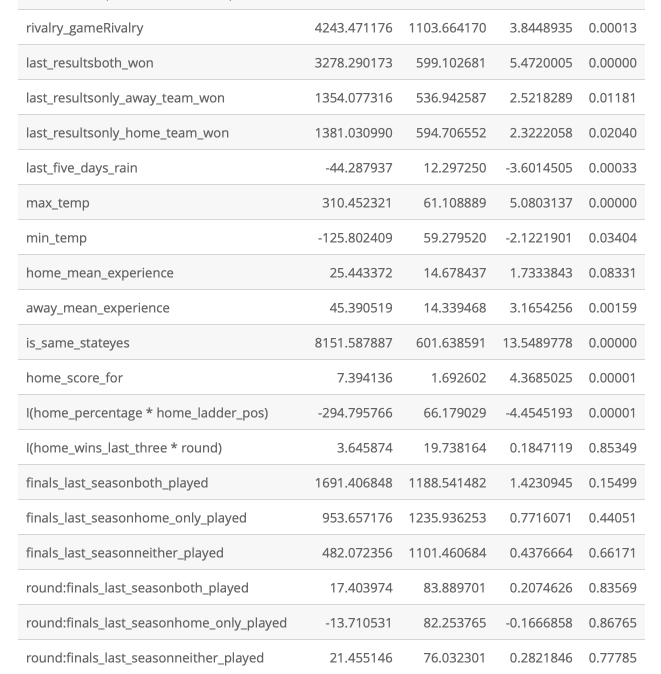 rivalry_gameRivalry 4243.471176 1103.664170 3.8448935 0.00013
last_resultsboth_won 3278.290173 599.102681 5.4720005 0.00000
last_resultsonly_away_team_won 1354.077316 536.942587 2.5218289 0.01181
last_resultsonly_home_team_won 1381.030990 594.706552 2.3222058 0.02040
last_five_days_rain -44.287937 12.297250 -3.6014505 0.00033
max_temp 310.452321 61.108889 5.0803137 0.00000
min_temp -125.802409 59.279520 -2.1221901 0.03404
home_mean_experience 25.443372 14.678437 1.7333843 0.08331
away_mean_experience 45.390519 14.339468 3.1654256 0.00159
is_same_stateyes 8151.587887 601.638591 13.5489778 0.00000
home_score_for 7.394136 1.692602 4.3685025 0.00001
I(home_percentage * home_ladder_pos) -294.795766 66.179029 -4.4545193 0.00001
I(home_wins_last_three * round) 3.645874 19.738164 0.1847119 0.85349
finals_last_seasonboth_played 1691.406848 1188.541482 1.4230945 0.15499
finals_last_seasonhome_only_played 953.657176 1235.936253 0.7716071 0.44051
finals_last_seasonneither_played 482.072356 1101.460684 0.4376664 0.66171
round:finals_last_seasonboth_played 17.403974 83.889701 0.2074626 0.83569
round:finals_last_seasonhome_only_played -13.710531 82.253765 -0.1666858 0.86765
round:finals_last_seasonneither_played 21.455146 76.032301 0.2821846 0.77785